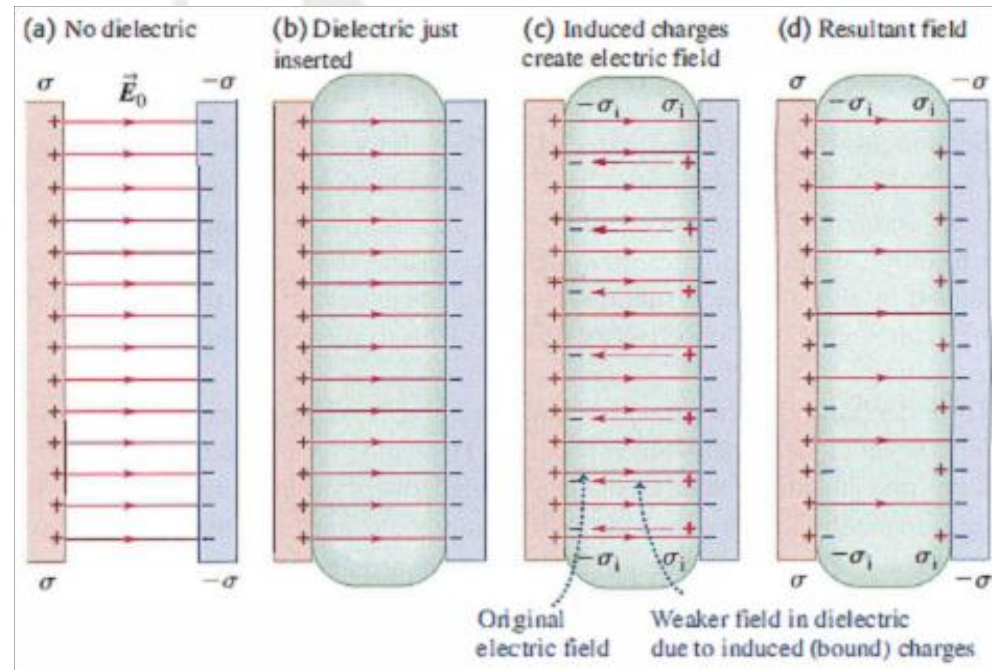 (a) No dielectric
σ
E⃗₀
−σ
σ
−σ
(b) Dielectric just
inserted
(c) Induced charges
create electric field
−σᵢ
σᵢ
−σᵢ
σᵢ
Original
electric field
Weaker field in dielectric
due to induced (bound) charges
(d) Resultant field
σ
−σ
−σᵢ
σᵢ
−σᵢ
σᵢ
σ
−σ